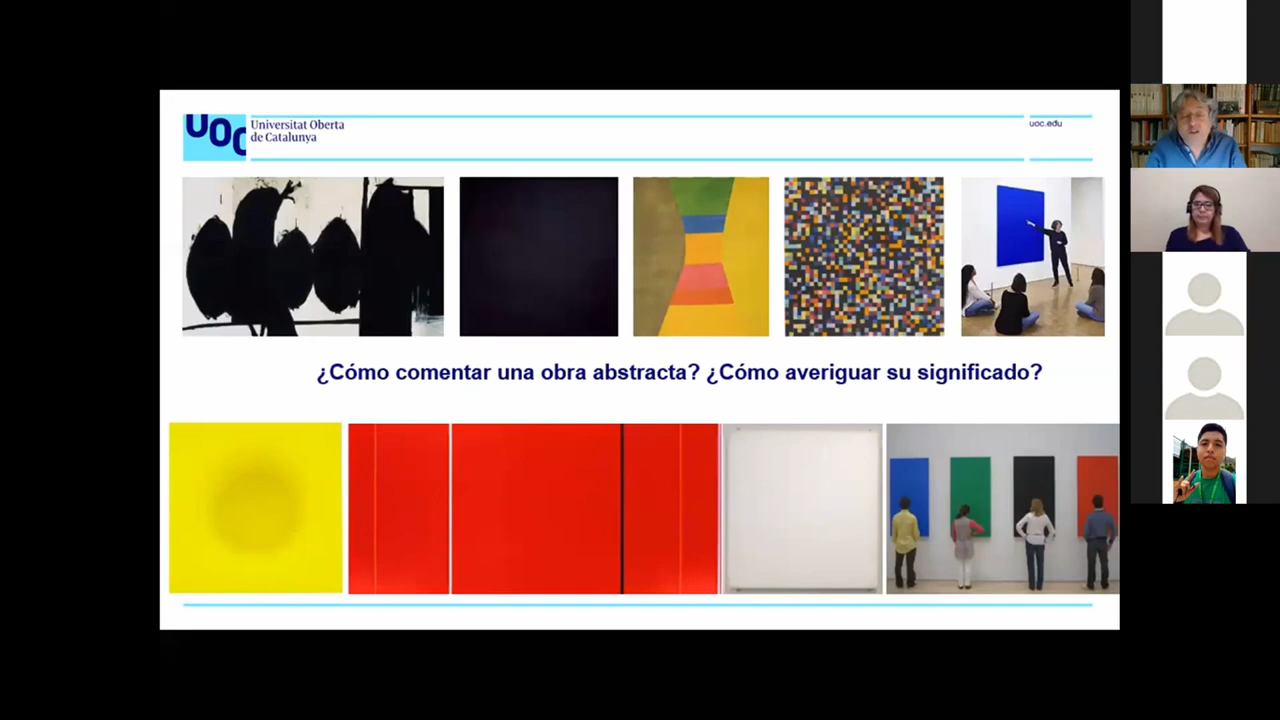 UOC
Universitat Oberta
de Catalunya
uoc.edu
¿Cómo comentar una obra abstracta? ¿Cómo averiguar su significado?